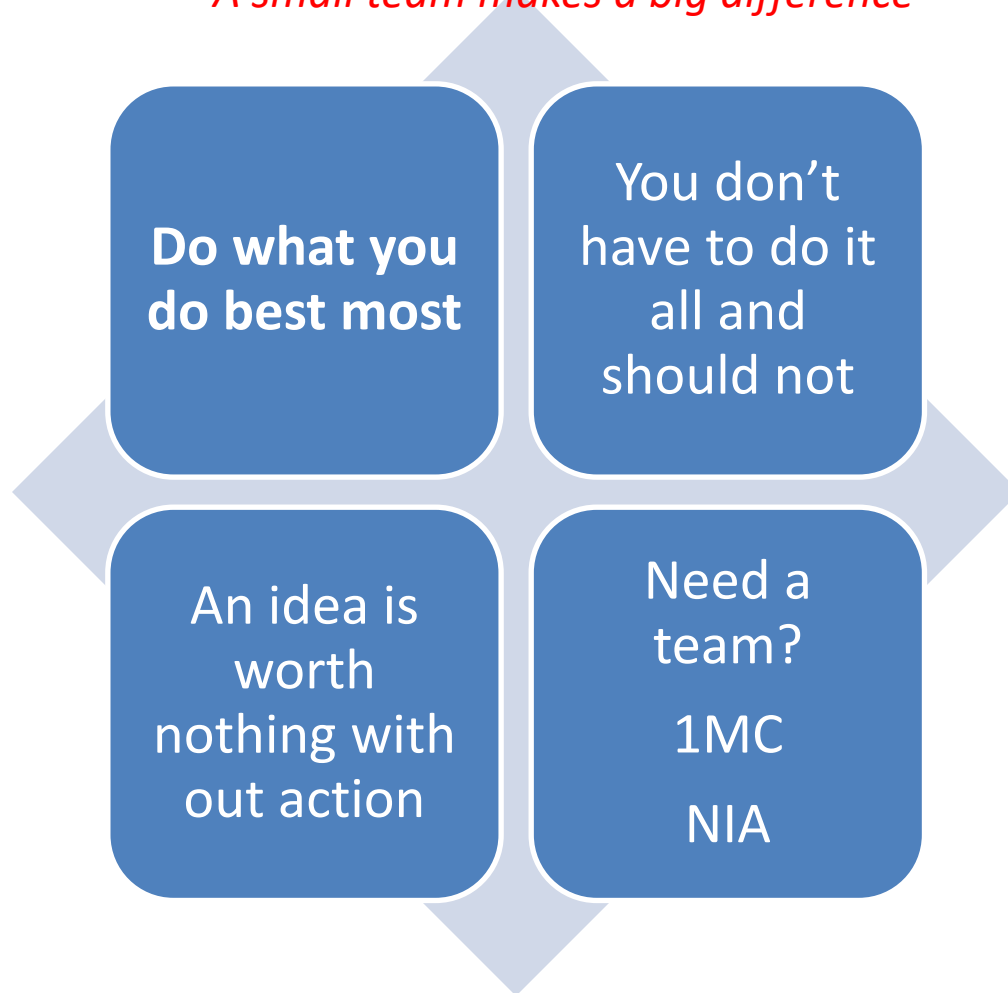 A small team makes a big difference
Do what you
do best most
You don’t
have to do it
all and
should not
An idea is
worth
nothing with
out action
Need a
team?
1MC
NIA